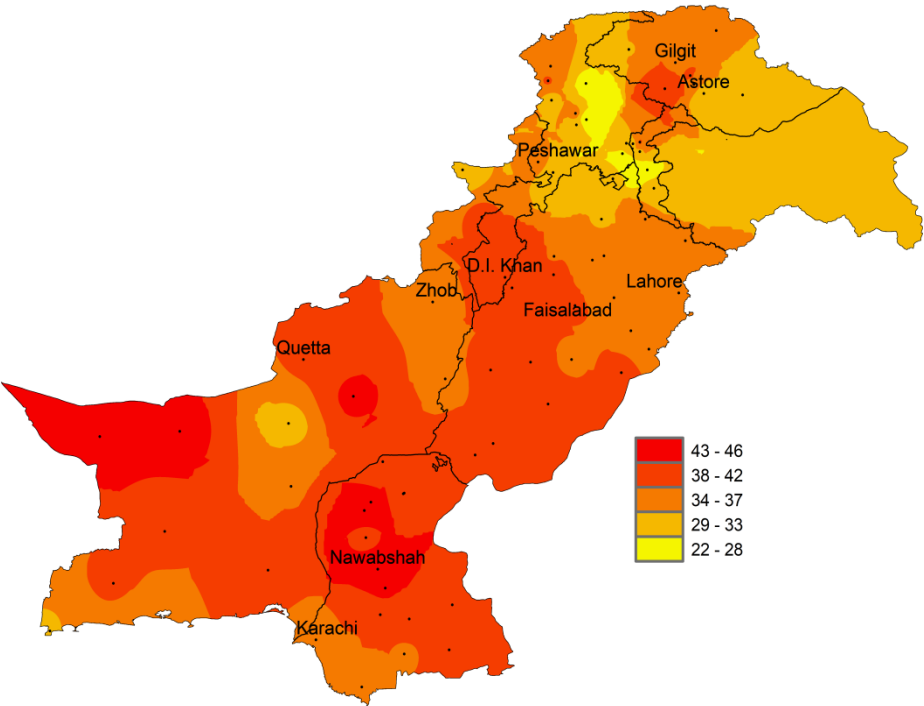 Gilgit
Astore
Peshawar
D.I. Khan
Zhob
Lahore
Faisalabad
Quetta
43 - 46
38 - 42
34 - 37
29 - 33
22 - 28
Nawabshah
Karachi